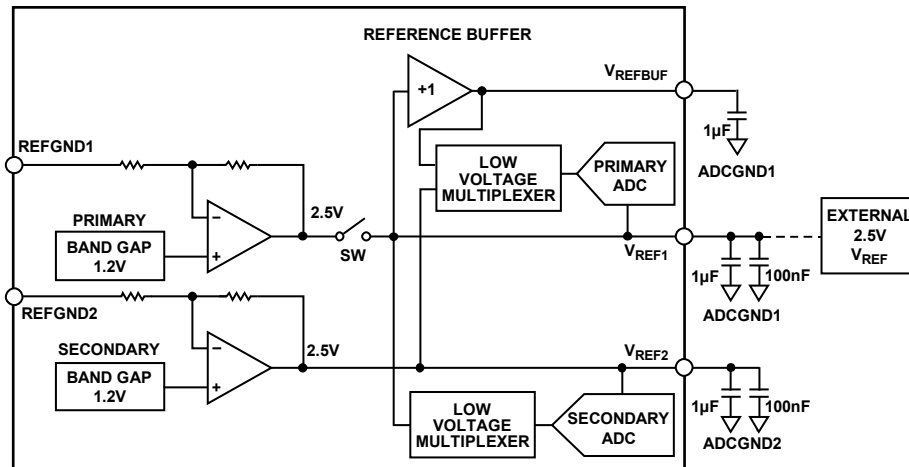 REFERENCE BUFFER
+1
VREFBUF
1µF
ADCGND1
REFGND1
LOW
VOLTAGE
MULTIPLEXER
PRIMARY
ADC
PRIMARY
BAND GAP
1.2V
–
+
2.5V
SW
VREF1
1µF
100nF
ADCGND1
EXTERNAL
2.5V
VREF
REFGND2
SECONDARY
BAND GAP
1.2V
–
+
2.5V
VREF2
LOW
VOLTAGE
MULTIPLEXER
SECONDARY
ADC
1µF
100nF
ADCGND2